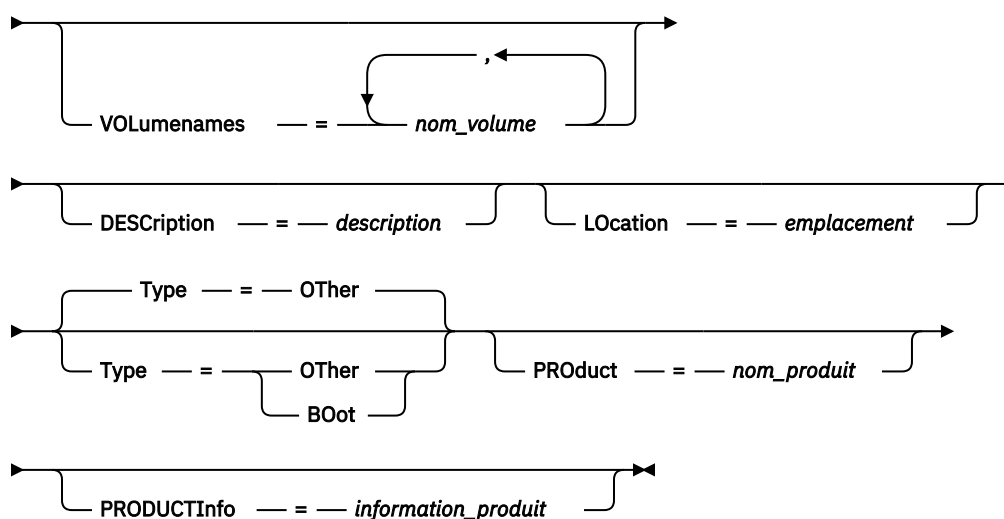 ,
VOLumenames = nom_volume
DESCription = description LOcation = emplacement
Type = OTher
Type = OTher PROduct = nom_produit
BOot
PRODUCTInfo = information_produit